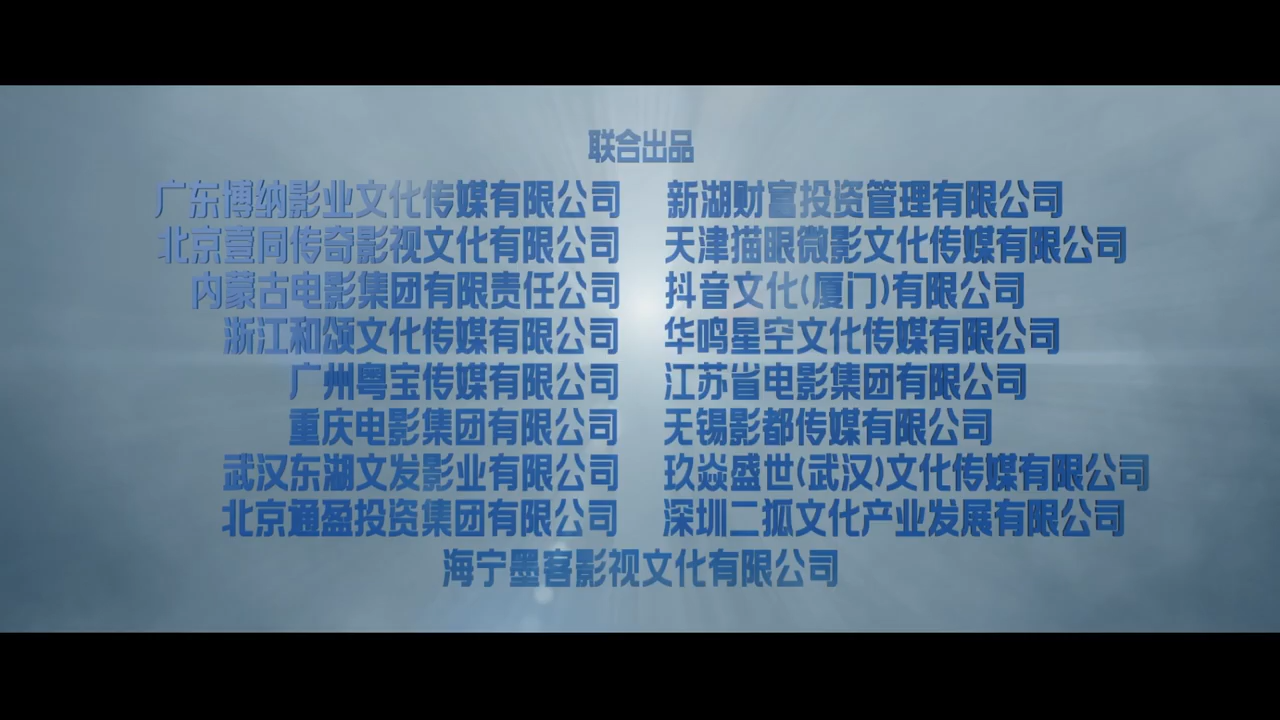 联合出品
广东博纳影业文化传媒有限公司 新湖财富投资管理有限公司
北京壹同传奇影视文化有限公司 天津猫眼微影文化传媒有限公司
内蒙古电影集团有限责任公司 抖音文化(厦门)有限公司
浙江和颂文化传媒有限公司 华鸣星空文化传媒有限公司
广州粤宝传媒有限公司 江苏省电影集团有限公司
重庆电影集团有限公司 无锡影都传媒有限公司
武汉东湖文发影业有限公司 玖焱盛世(武汉)文化传媒有限公司
北京通盈投资集团有限公司 深圳二狐文化产业发展有限公司
海宁墨客影视文化有限公司